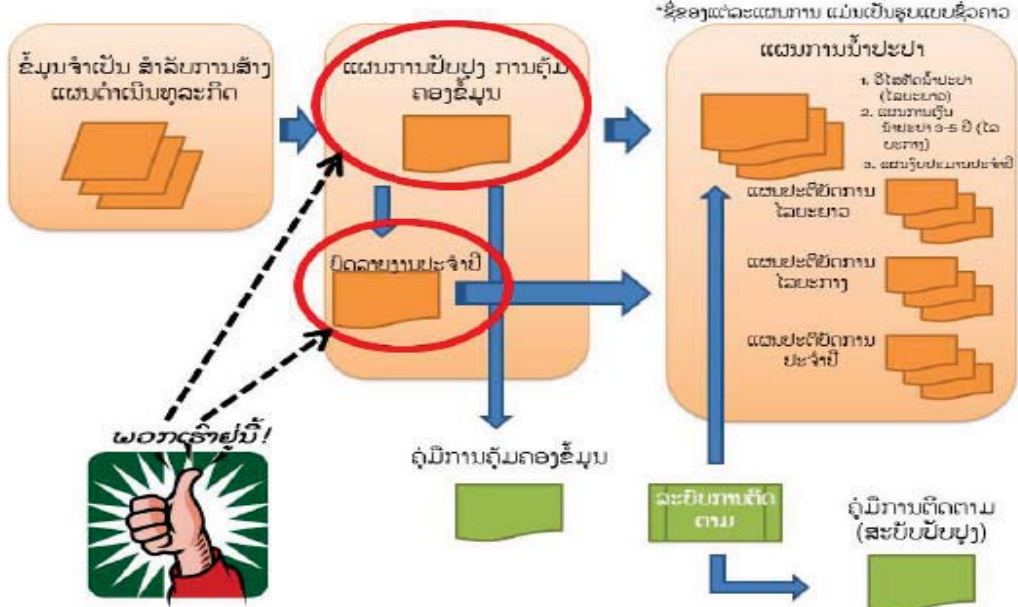 *ຊື່ຂອງແຕ່ລະແຜນການ ແມ່ນເປັນຮູບແບບຊົ່ວຄາວ
ຂໍ້ມູນຈຳເປັນ ສຳລັບການສ້າງ
ແຜນດຳເນີນທຸລະກິດ
ແຜນການປັບປຸງ ການຄຸ້ມ
ຄອງຂໍ້ມູນ
ບົດລາຍງານປະຈຳປີ
ແຜນການນ້ຳປະປາ
1. ວິໄສທັດນ້ຳປະປາ
(ໄລຍະຍາວ)
2. ແຜນການເງິນ
ນ້ຳປະປາ 3-5 ປີ (ໄລ
ຍະກາງ)
3. ແຜນງົບປະມານປະຈຳປີ
ແຜນປະຕິບັດການ
ໄລຍະຍາວ
ແຜນປະຕິບັດການ
ໄລຍະກາງ
ແຜນປະຕິບັດການ
ປະຈຳປີ
ພວກເຮົາຢູ່ນີ້!
ຄູ່ມືການຄຸ້ມຄອງຂໍ້ມູນ
ລະບົບການຕິດ
ຕາມ
ຄູ່ມືການຕິດຕາມ
(ສະບັບປັບປຸງ)